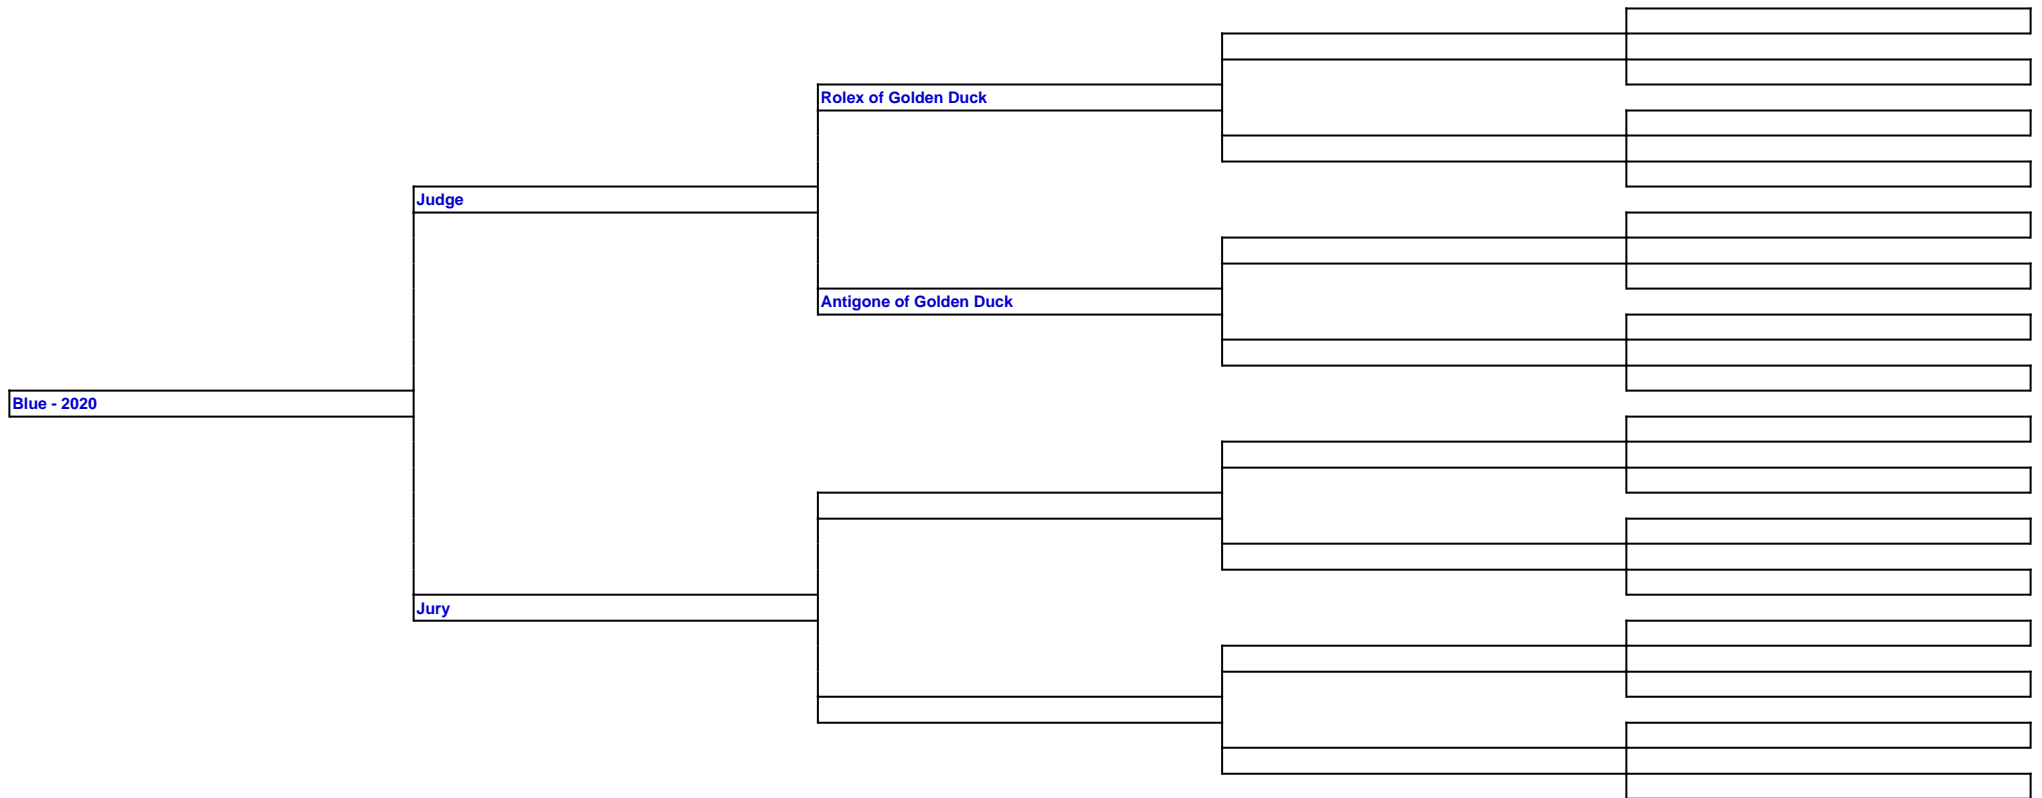 Rolex of Golden Duck
Judge
Antigone of Golden Duck
Blue - 2020
Jury